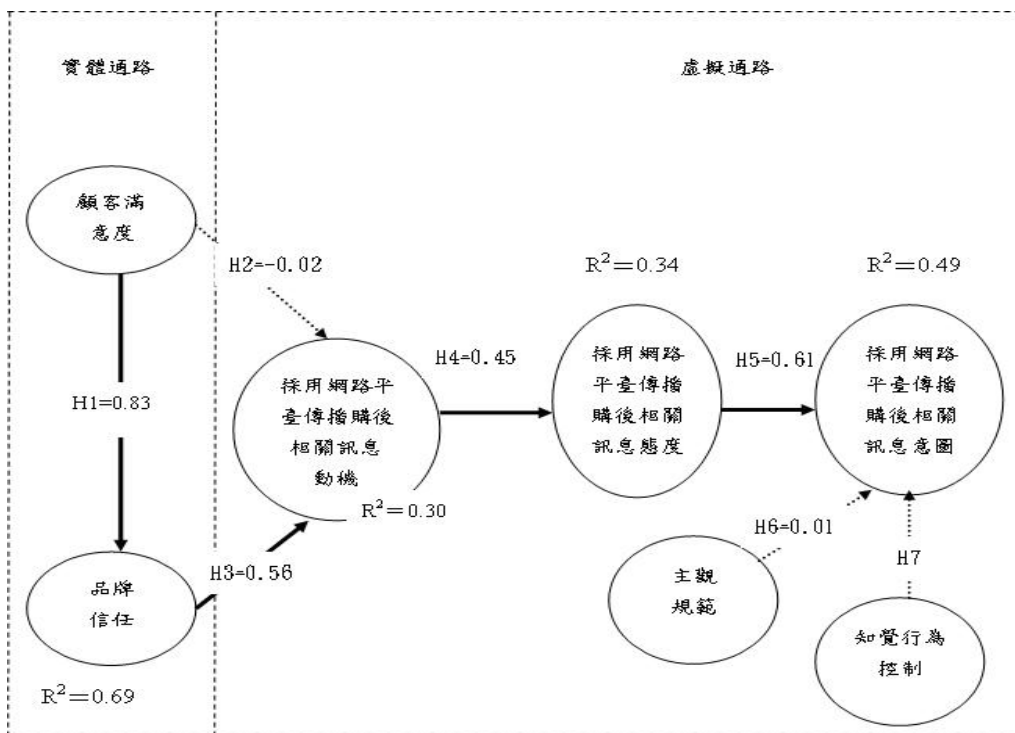 實體通路
虛擬通路
顧客滿
意度
H2=-0.02
R²=0.34
R²=0.49
H1=0.83
採用網路平
臺傳播購後
相關訊息
動機
R²=0.30
H4=0.45
採用網路
平臺傳播
購後相關
訊息態度
H5=0.61
採用網路
平臺傳播
購後相關
訊息意圖
H3=0.56
H6=0.01
H7
品牌
信任
R²=0.69
主觀
規範
知覺行為
控制